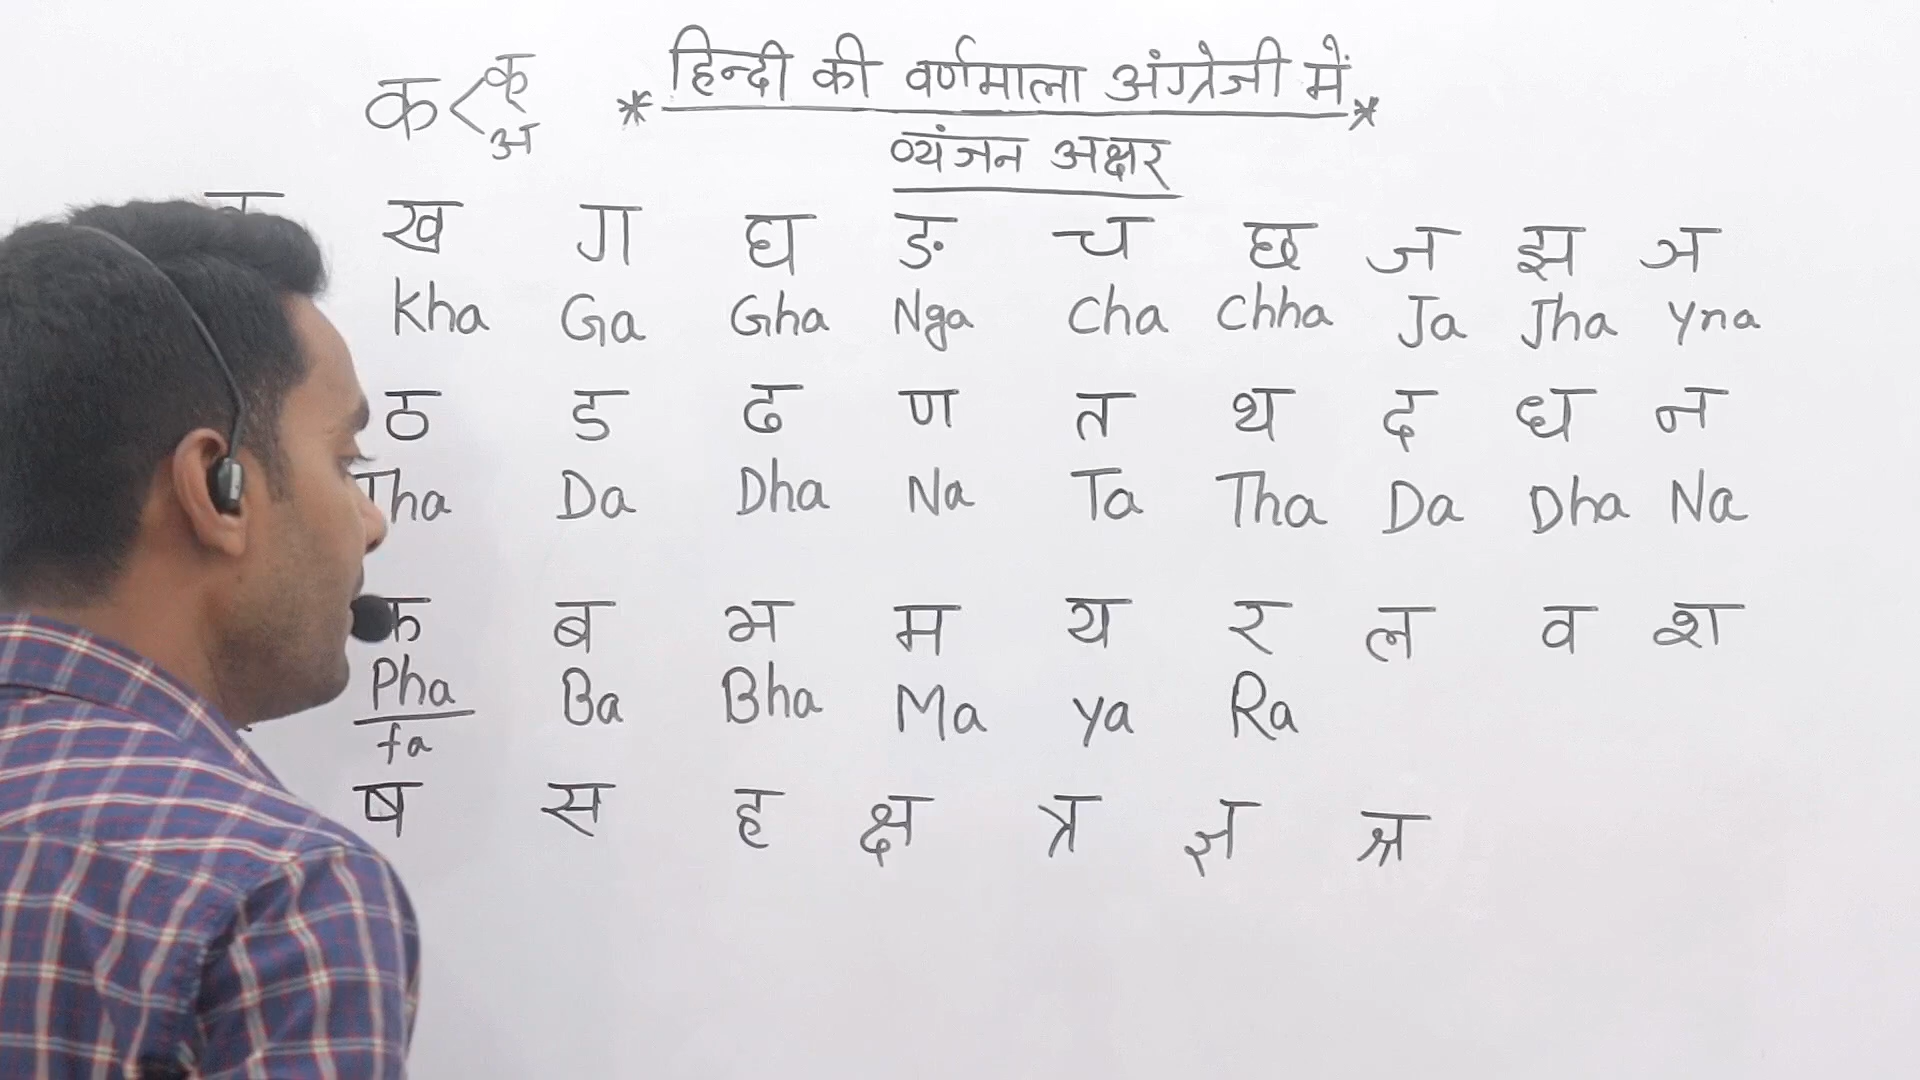 * हिन्दी की वर्णमाला अंग्रेजी में *
क < क् अ
व्यंजन अक्षर
ख ग घ ङ च छ ज झ ञ
Kha Ga Gha Nga Cha Chha Ja Jha Yna
ठ ड ढ ण त थ द ध न
Tha Da Dha Na Ta Tha Da Dha Na
फ ब भ म य र ल व श
Pha Ba Bha Ma Ya Ra
fa
ष स ह क्ष त्र ज्ञ श्र